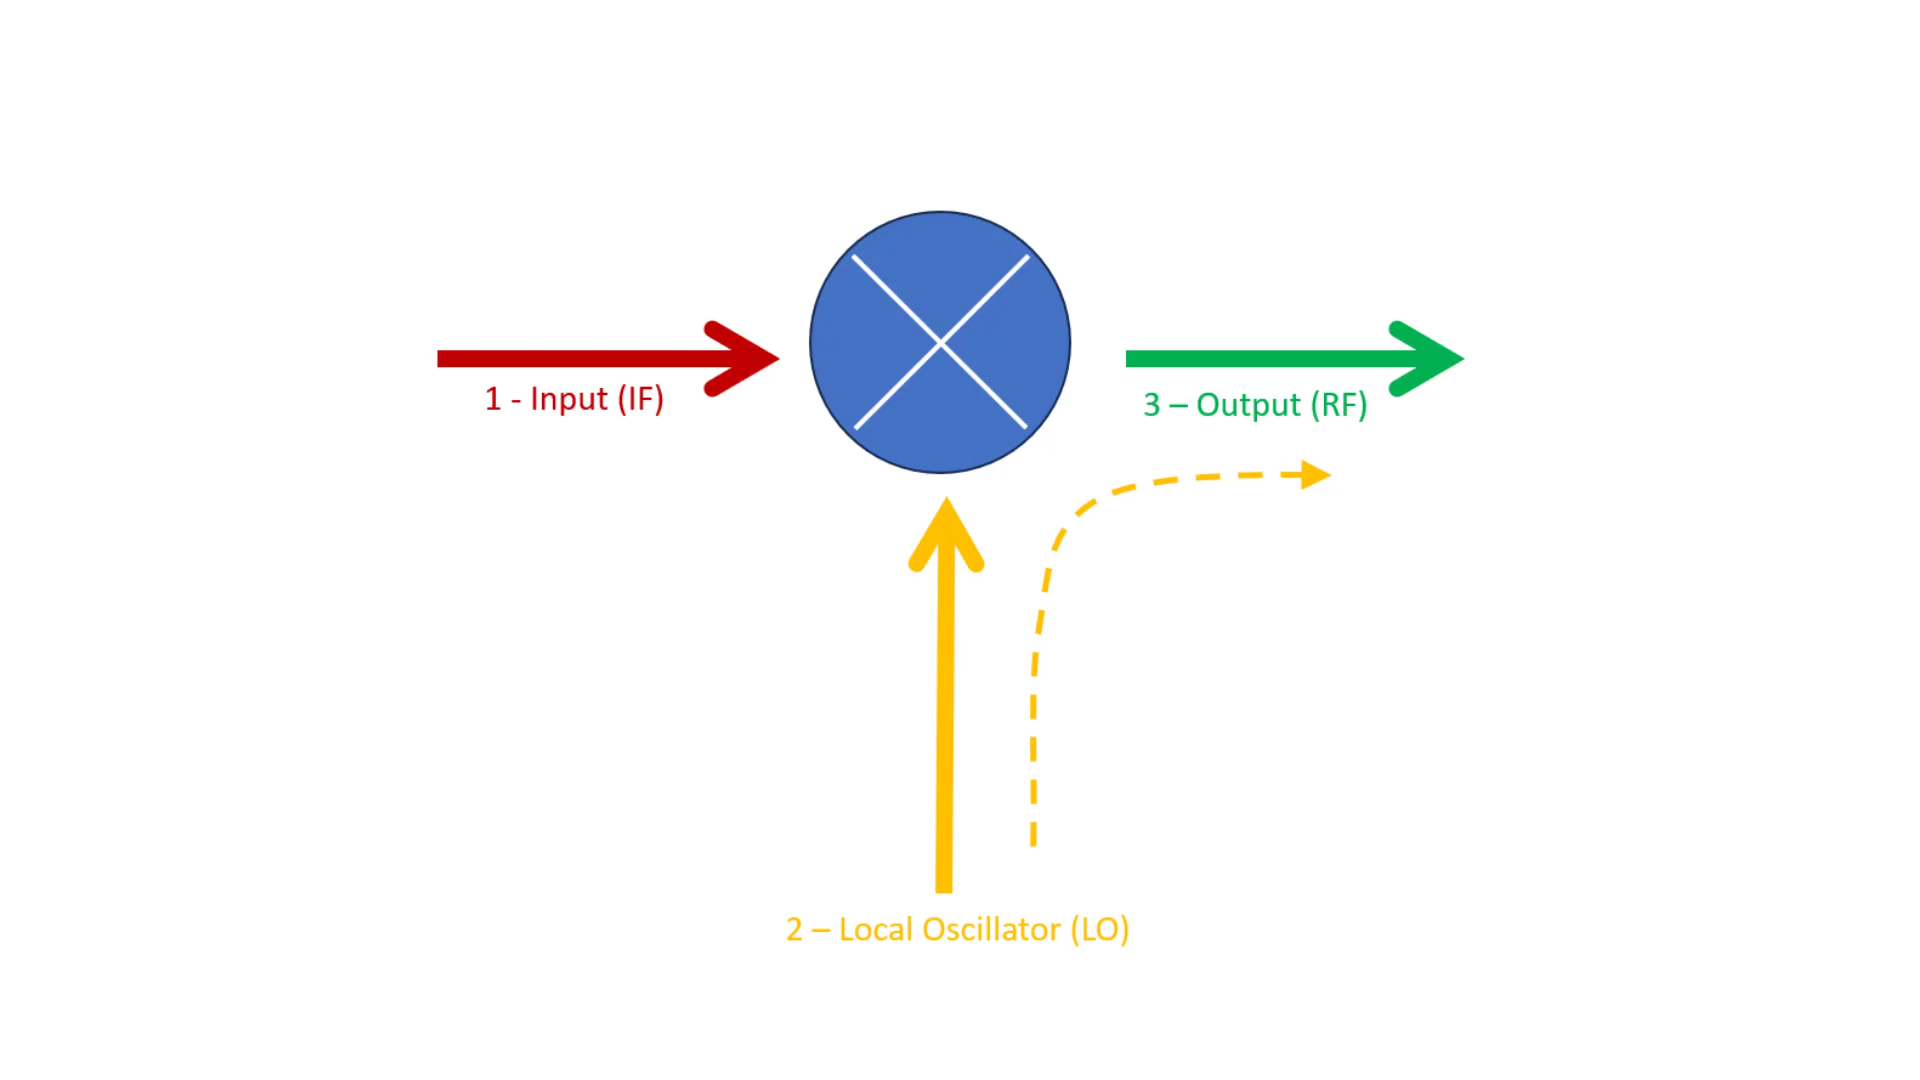 1 - Input (IF)
3 – Output (RF)
2 – Local Oscillator (LO)